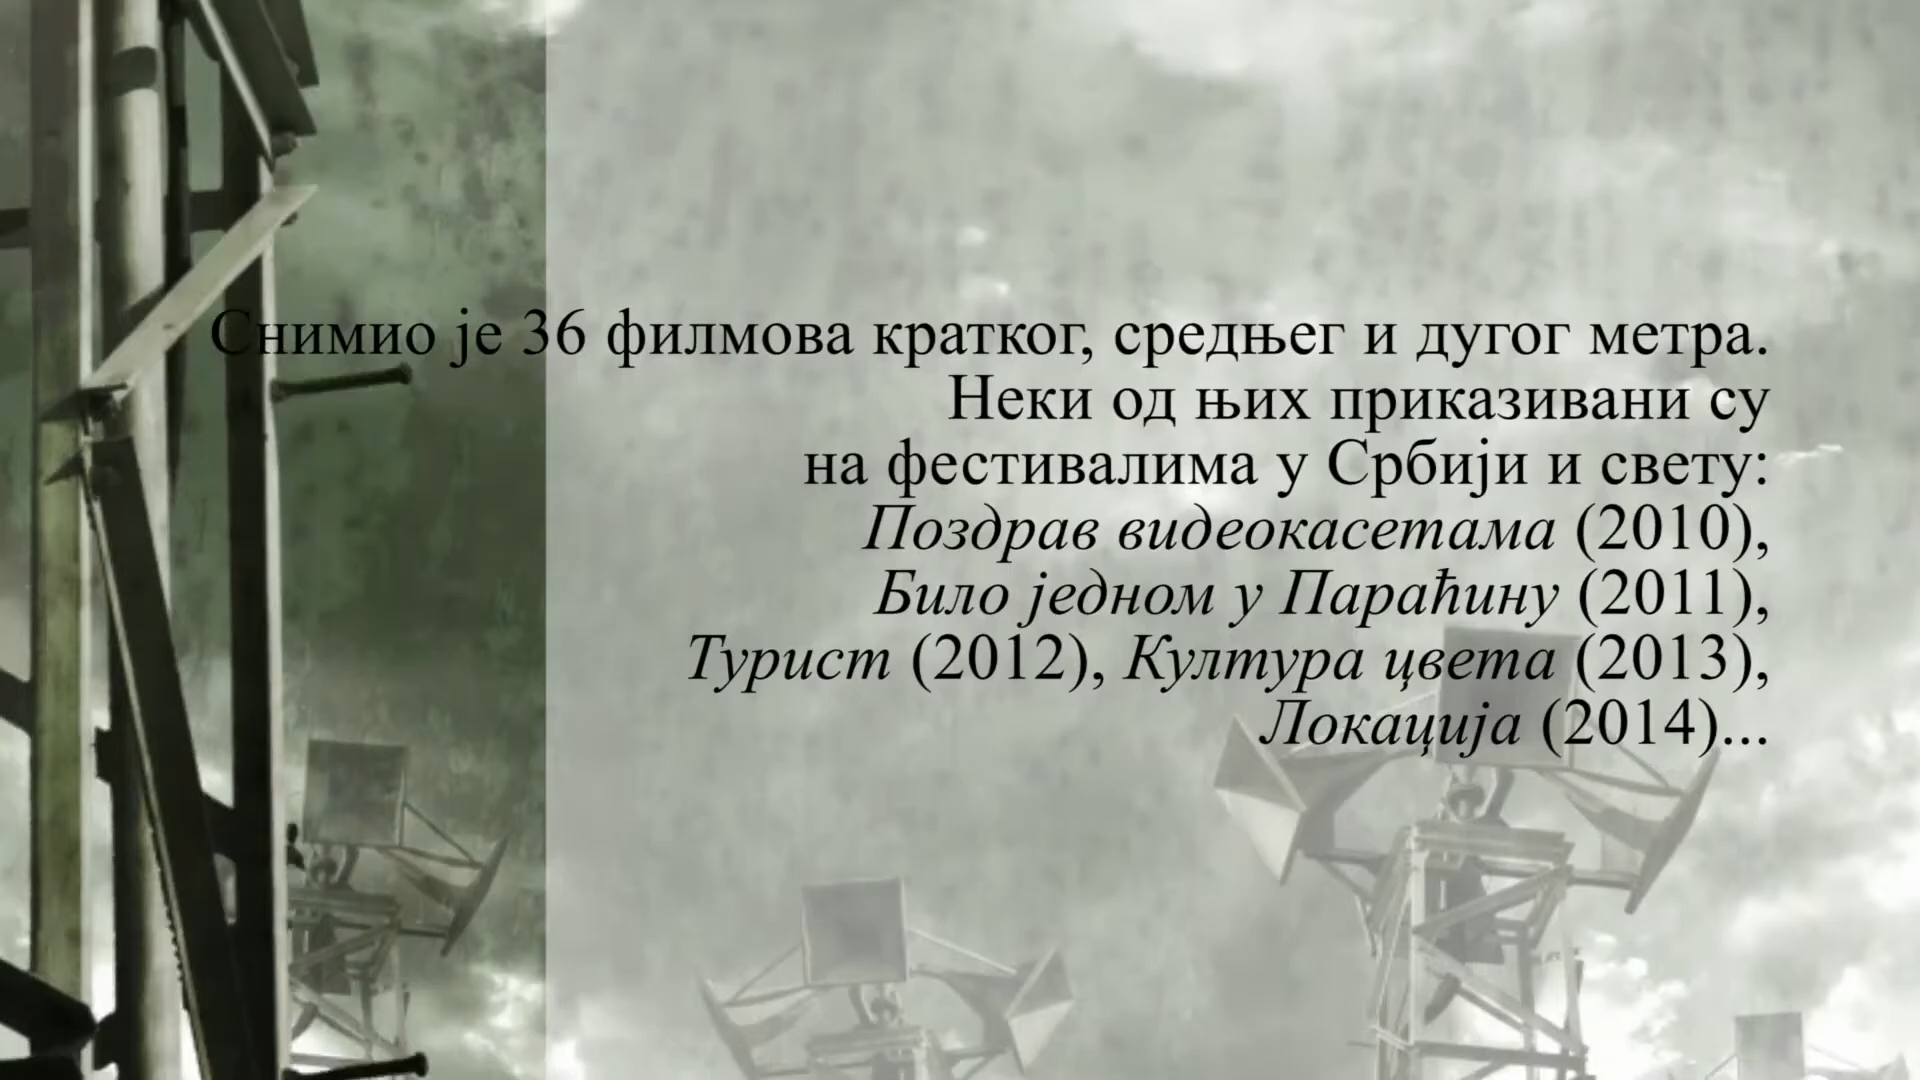 Снимио је 36 филмова кратког, средњег и дугог метра.
Неки од њих приказивани су
на фестивалима у Србији и свету:
Поздрав видеокасетама (2010),
Било једном у Параћину (2011),
Турист (2012), Култура цвета (2013),
Локација (2014)...